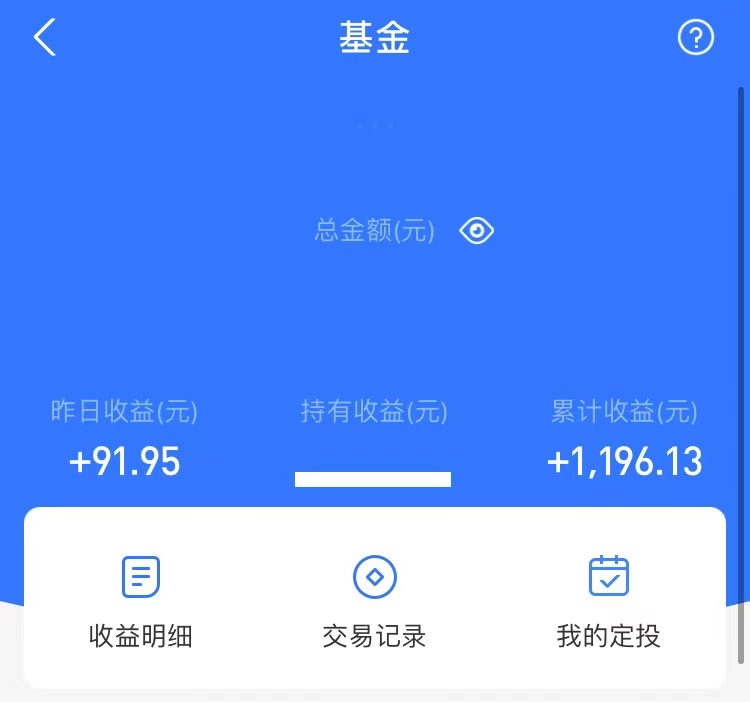 基金
总金额(元)
昨日收益(元) 持有收益(元) 累计收益(元)
+91.95 +1,196.13
收益明细 交易记录 我的定投